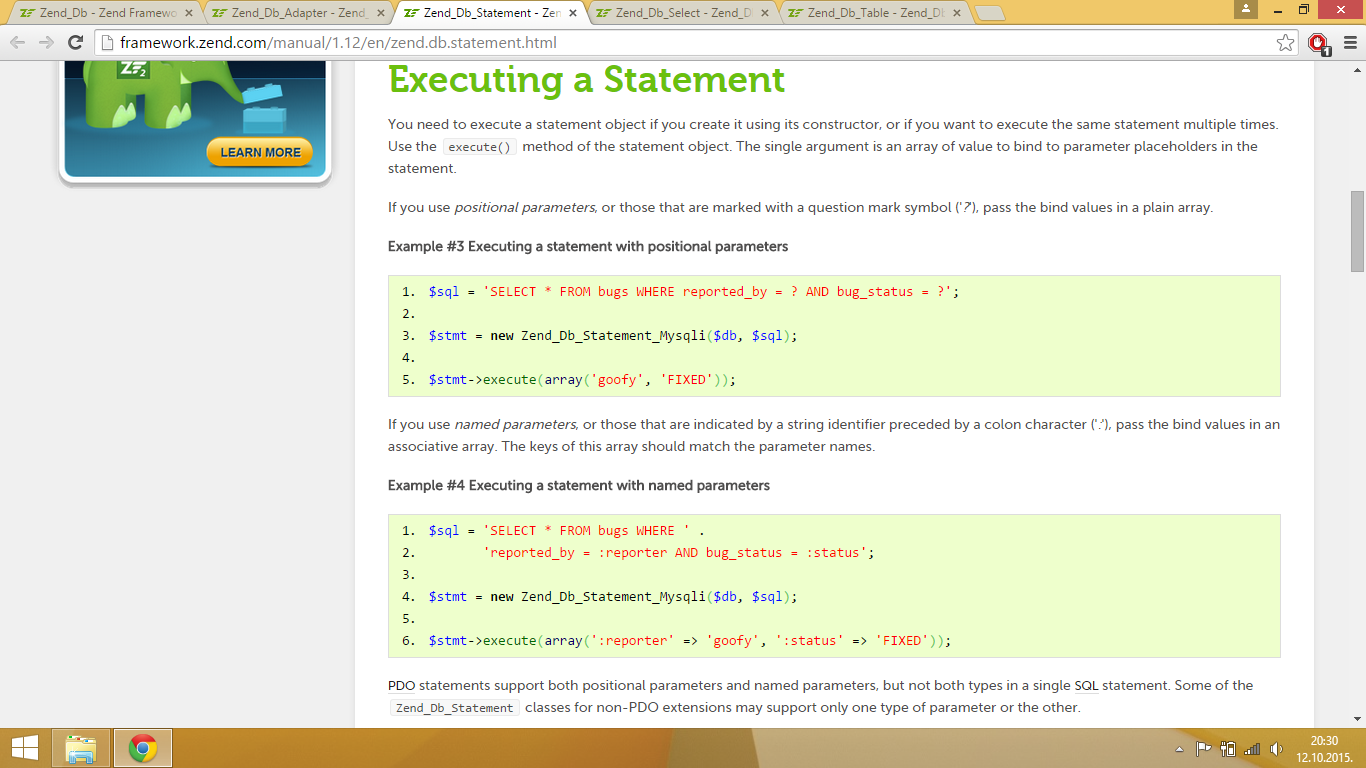 Zend_Db - Zend Framewo
Zend_Db_Adapter - Zend_
Zend_Db_Statement - Zen
Zend_Db_Select - Zend_D
Zend_Db_Table - Zend_Db
framework.zend.com/manual/1.12/en/zend.db.statement.html
1
2
LEARN MORE
Executing a Statement
You need to execute a statement object if you create it using its constructor, or if you want to execute the same statement multiple times.
Use the execute() method of the statement object. The single argument is an array of value to bind to parameter placeholders in the
statement.
If you use positional parameters, or those that are marked with a question mark symbol ('?'), pass the bind values in a plain array.
Example #3 Executing a statement with positional parameters
1. $sql = 'SELECT * FROM bugs WHERE reported_by = ? AND bug_status = ?';
2.
3. $stmt = new Zend_Db_Statement_Mysqli($db, $sql);
4.
5. $stmt->execute(array('goofy', 'FIXED'));
If you use named parameters, or those that are indicated by a string identifier preceded by a colon character (':'), pass the bind values in an
associative array. The keys of this array should match the parameter names.
Example #4 Executing a statement with named parameters
1. $sql = 'SELECT * FROM bugs WHERE ' .
2. 'reported_by = :reporter AND bug_status = :status';
3.
4. $stmt = new Zend_Db_Statement_Mysqli($db, $sql);
5.
6. $stmt->execute(array(':reporter' => 'goofy', ':status' => 'FIXED'));
PDO statements support both positional parameters and named parameters, but not both types in a single SQL statement. Some of the
Zend_Db_Statement classes for non-PDO extensions may support only one type of parameter or the other.
20:30
12.10.2015.